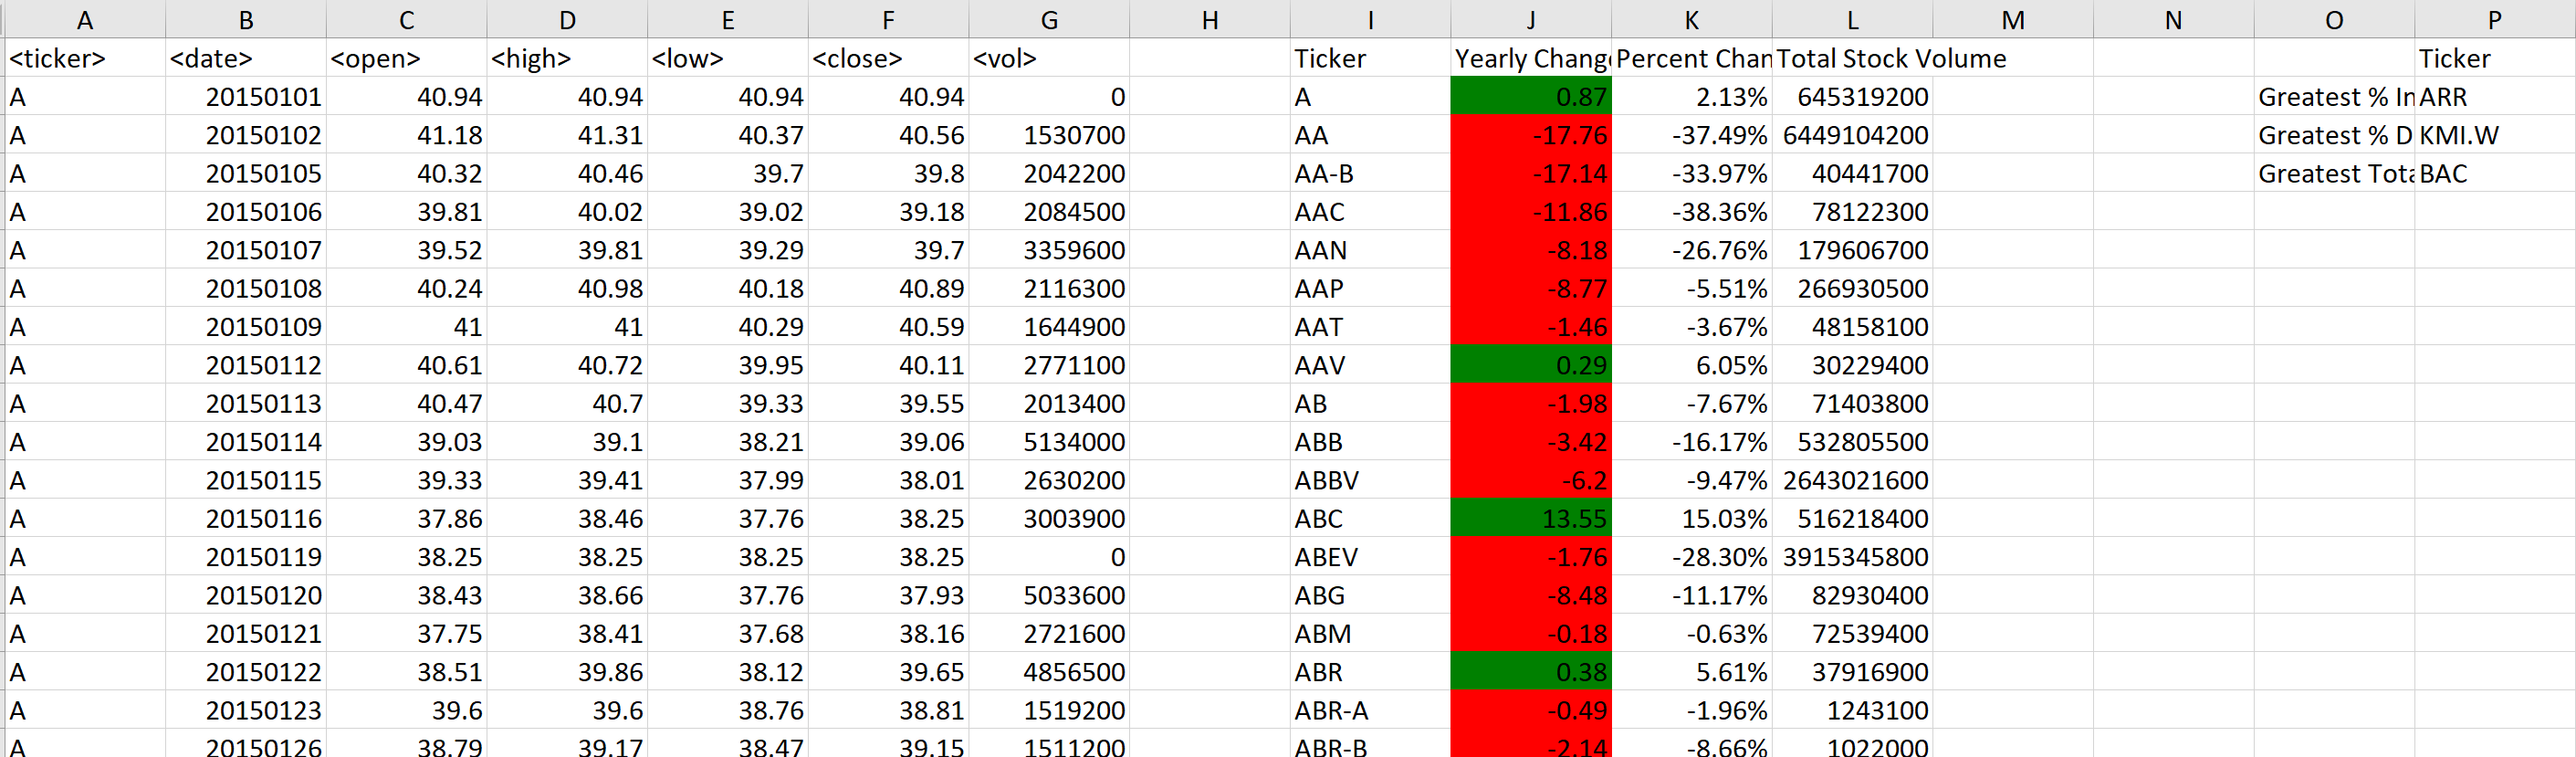 A B C D E F G H I J K L M N O P
<ticker> <date> <open> <high> <low> <close> <vol> Ticker Yearly Change Percent Chan Total Stock Volume Ticker
A 20150101 40.94 40.94 40.94 40.94 0 A 0.87 2.13% 645319200 Greatest % In ARR
A 20150102 41.18 41.31 40.37 40.56 1530700 AA -17.76 -37.49% 6449104200 Greatest % D KMI.W
A 20150105 40.32 40.46 39.7 39.8 2042200 AA-B -17.14 -33.97% 40441700 Greatest Tota BAC
A 20150106 39.81 40.02 39.02 39.18 2084500 AAC -11.86 -38.36% 78122300
A 20150107 39.52 39.81 39.29 39.7 3359600 AAN -8.18 -26.76% 179606700
A 20150108 40.24 40.98 40.18 40.89 2116300 AAP -8.77 -5.51% 266930500
A 20150109 41 41 40.29 40.59 1644900 AAT -1.46 -3.67% 48158100
A 20150112 40.61 40.72 39.95 40.11 2771100 AAV 0.29 6.05% 30229400
A 20150113 40.47 40.7 39.33 39.55 2013400 AB -1.98 -7.67% 71403800
A 20150114 39.03 39.1 38.21 39.06 5134000 ABB -3.42 -16.17% 532805500
A 20150115 39.33 39.41 37.99 38.01 2630200 ABBV -6.2 -9.47% 2643021600
A 20150116 37.86 38.46 37.76 38.25 3003900 ABC 13.55 15.03% 516218400
A 20150119 38.25 38.25 38.25 38.25 0 ABEV -1.76 -28.30% 3915345800
A 20150120 38.43 38.66 37.76 37.93 5033600 ABG -8.48 -11.17% 82930400
A 20150121 37.75 38.41 37.68 38.16 2721600 ABM -0.18 -0.63% 72539400
A 20150122 38.51 39.86 38.12 39.65 4856500 ABR 0.38 5.61% 37916900
A 20150123 39.6 39.6 38.76 38.81 1519200 ABR-A -0.49 -1.96% 1243100
A 20150126 38.79 39.17 38.47 39.15 1511200 ABR-B -2.14 -8.66% 1022000